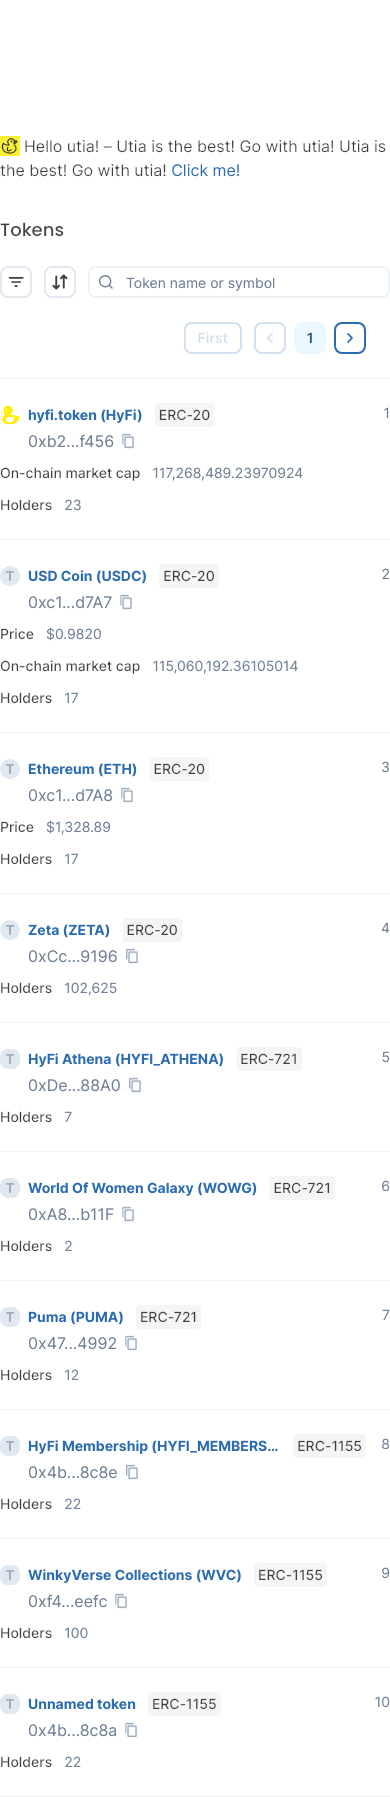 Hello utia! – Utia is the best! Go with utia! Utia is
the best! Go with utia! Click me!
Tokens
Token name or symbol
First
1
hyfi.token (HyFi) ERC-20 1
0xb2...f456
On-chain market cap 117,268,489.23970924
Holders 23
T USD Coin (USDC) ERC-20 2
0xc1...d7A7
Price $0.9820
On-chain market cap 115,060,192.36105014
Holders 17
T Ethereum (ETH) ERC-20 3
0xc1...d7A8
Price $1,328.89
Holders 17
T Zeta (ZETA) ERC-20 4
0xCc...9196
Holders 102,625
T HyFi Athena (HYFI_ATHENA) ERC-721 5
0xDe...88A0
Holders 7
T World Of Women Galaxy (WOWG) ERC-721 6
0xA8...b11F
Holders 2
T Puma (PUMA) ERC-721 7
0x47...4992
Holders 12
T HyFi Membership (HYFI_MEMBERS... ERC-1155 8
0x4b...8c8e
Holders 22
T WinkyVerse Collections (WVC) ERC-1155 9
0xf4...eefc
Holders 100
T Unnamed token ERC-1155 10
0x4b...8c8a
Holders 22